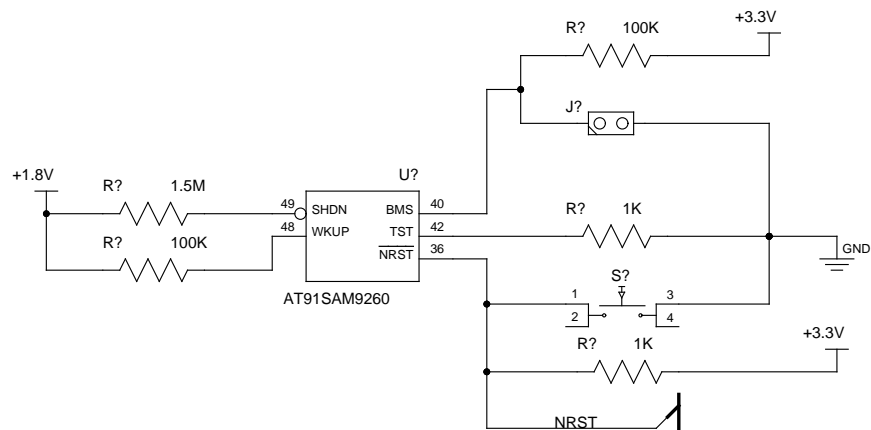 +3.3V
R? 100K
J?
+1.8V
R? 1.5M
U?
49 SHDN BMS 40
48 WKUP TST 42
NRST 36
R? 100K
AT91SAM9260
R? 1K
GND
S?
1 3
2 4
R? 1K
+3.3V
NRST